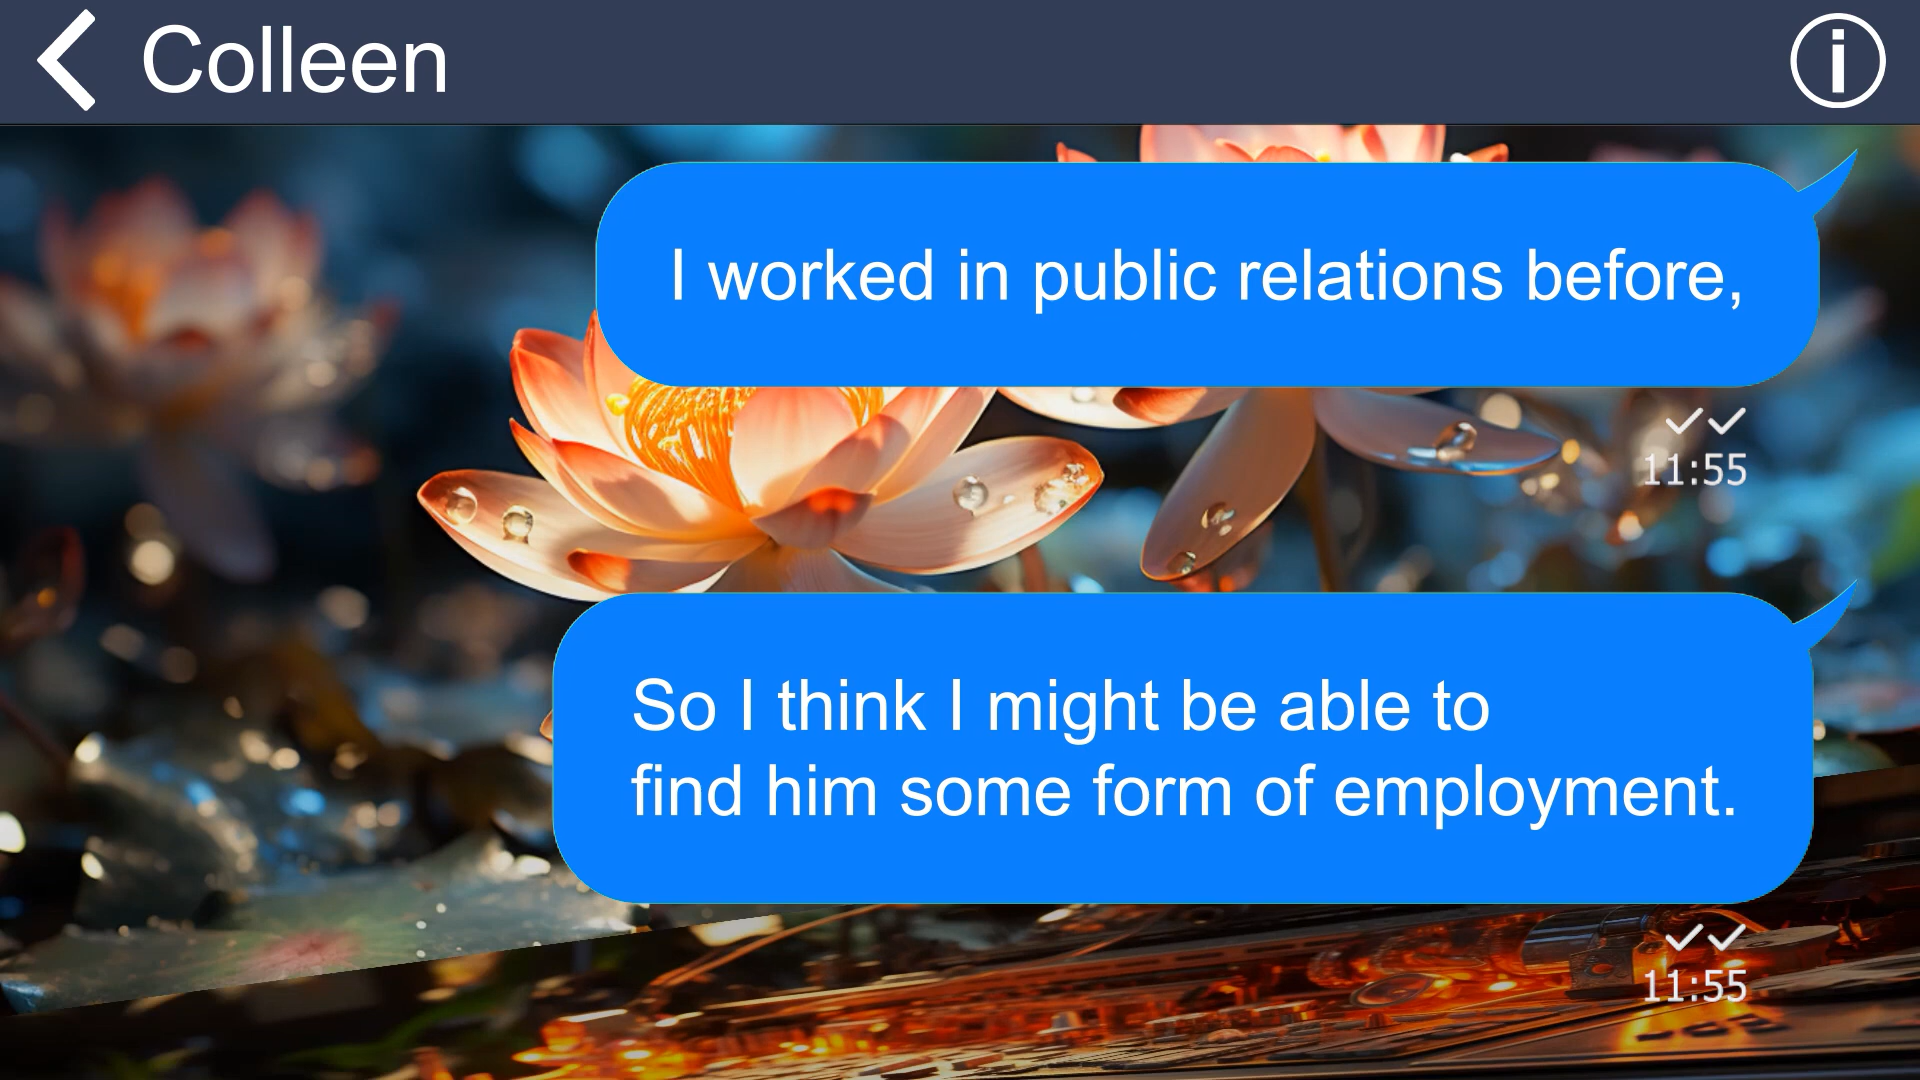 Colleen
I worked in public relations before,
11:55
So I think I might be able to
find him some form of employment.
11:55